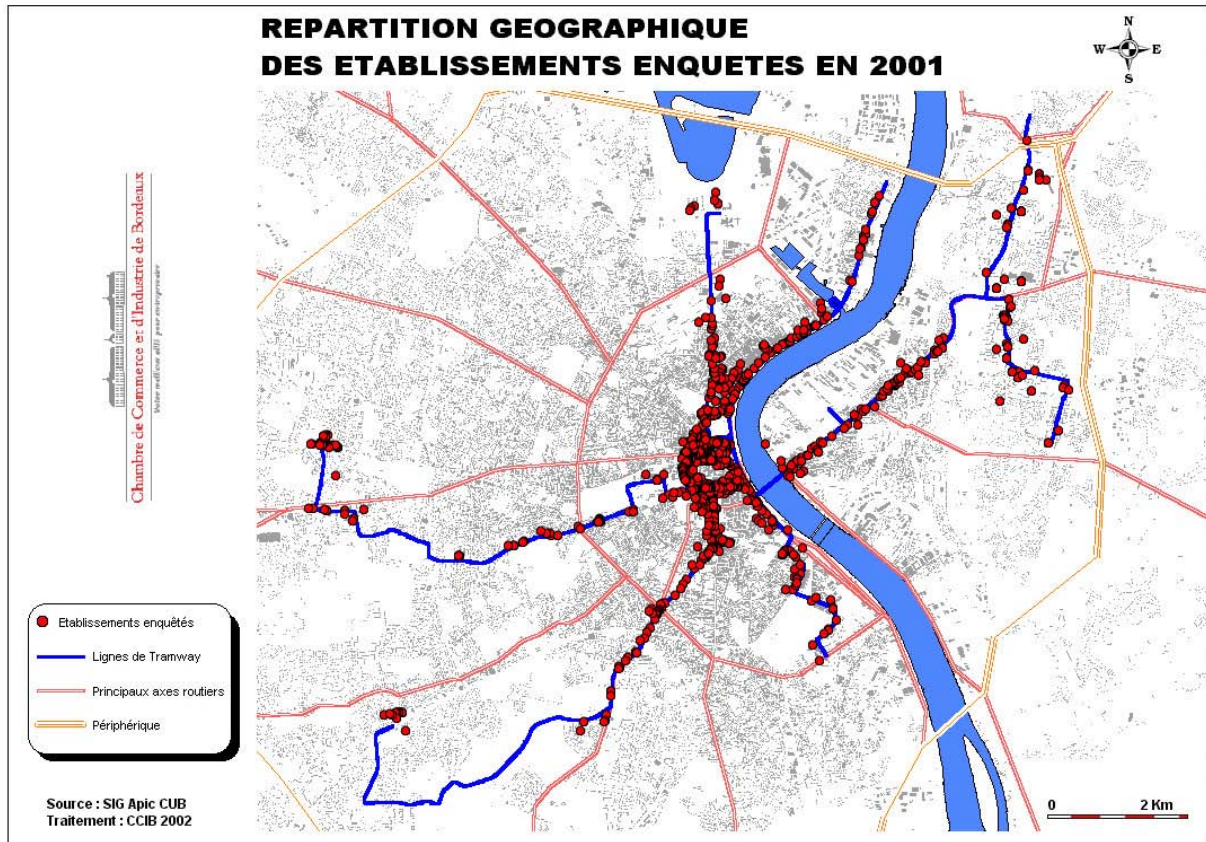 REPARTITION GEOGRAPHIQUE
DES ETABLISSEMENTS ENQUETES EN 2001
N
W E
S
Chambre de Commerce et d'Industrie de Bordeaux
Etablissements enquêtés
Lignes de Tramway
Principaux axes routiers
Périphérique
Source : SIG Apic CUB
Traitement : CCIB 2002
0 2 Km